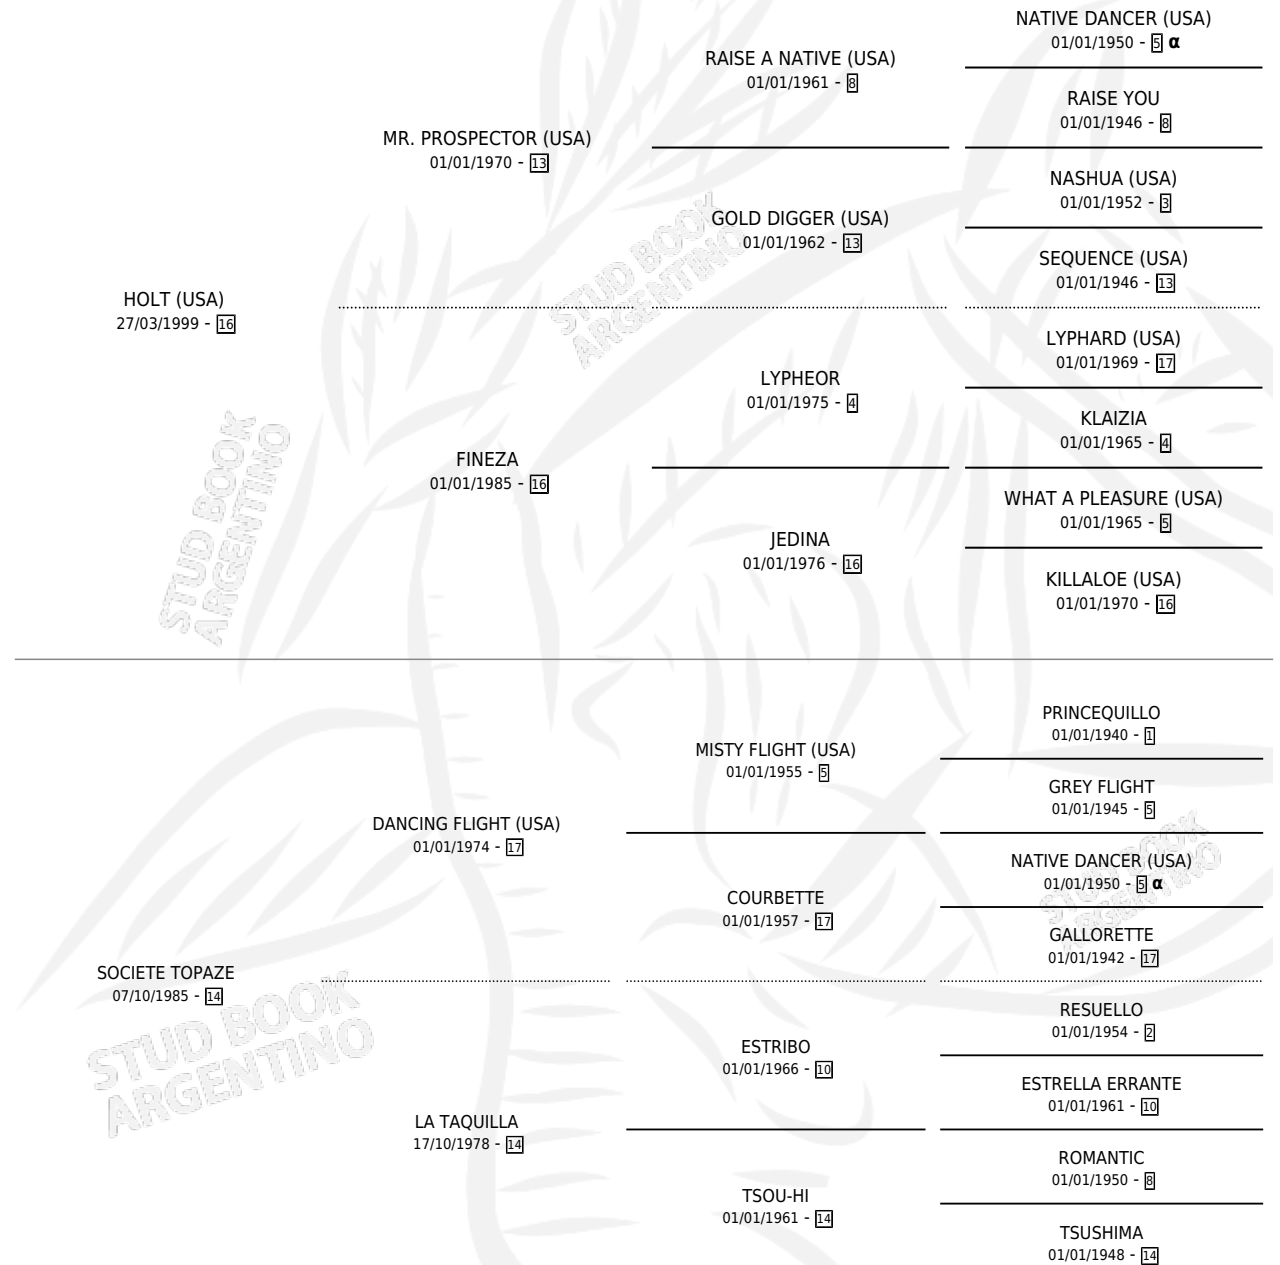 NATIVE DANCER (USA)
01/01/1950 - 5 α
RAISE A NATIVE (USA)
01/01/1961 - 8
RAISE YOU
01/01/1946 - 8
MR. PROSPECTOR (USA)
01/01/1970 - 13
NASHUA (USA)
01/01/1952 - 3
GOLD DIGGER (USA)
01/01/1962 - 13
SEQUENCE (USA)
01/01/1946 - 13
HOLT (USA)
27/03/1999 - 16
LYPHARD (USA)
01/01/1969 - 17
LYPHEOR
01/01/1975 - 4
KLAIZIA
01/01/1965 - 4
FINEZA
01/01/1985 - 16
WHAT A PLEASURE (USA)
01/01/1965 - 5
JEDINA
01/01/1976 - 16
KILLALOE (USA)
01/01/1970 - 16
PRINCEQUILLO
01/01/1940 - 1
MISTY FLIGHT (USA)
01/01/1955 - 5
GREY FLIGHT
01/01/1945 - 5
DANCING FLIGHT (USA)
01/01/1974 - 17
NATIVE DANCER (USA)
01/01/1950 - 5 α
COURBETTE
01/01/1957 - 17
GALLORETTE
01/01/1942 - 17
SOCIETE TOPAZE
07/10/1985 - 14
RESUELLO
01/01/1954 - 2
ESTRIBO
01/01/1966 - 10
ESTRELLA ERRANTE
01/01/1961 - 10
LA TAQUILLA
17/10/1978 - 14
ROMANTIC
01/01/1950 - 8
TSOU-HI
01/01/1961 - 14
TSUSHIMA
01/01/1948 - 14
STUD BOOK
ARGENTINO
STUD BOOK
ARGENTINO
STUD BOOK
ARGENTINO
STUD BOOK
ARGENTINO